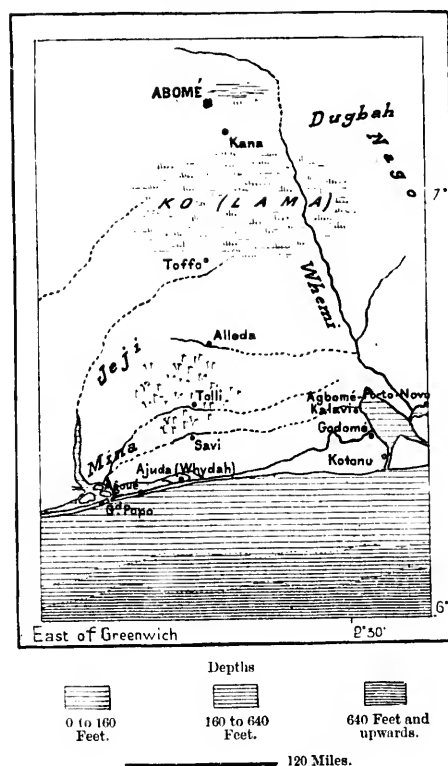 ABOMÉ
Kana
Dugbah
Nago
KO (LAMA)
7°
Toffo
Whemi
Alleda
Jeji
Tolli
Agbomé-
Kalavis
Porto-Novo
Godomé
Savi
Kotonu
Mina
Ajuda (Whydah)
Agoué
Gd. Popo
6°
East of Greenwich
2°30'
Depths
0 to 160
Feet.
160 to 640
Feet.
640 Feet and
upwards.
120 Miles.